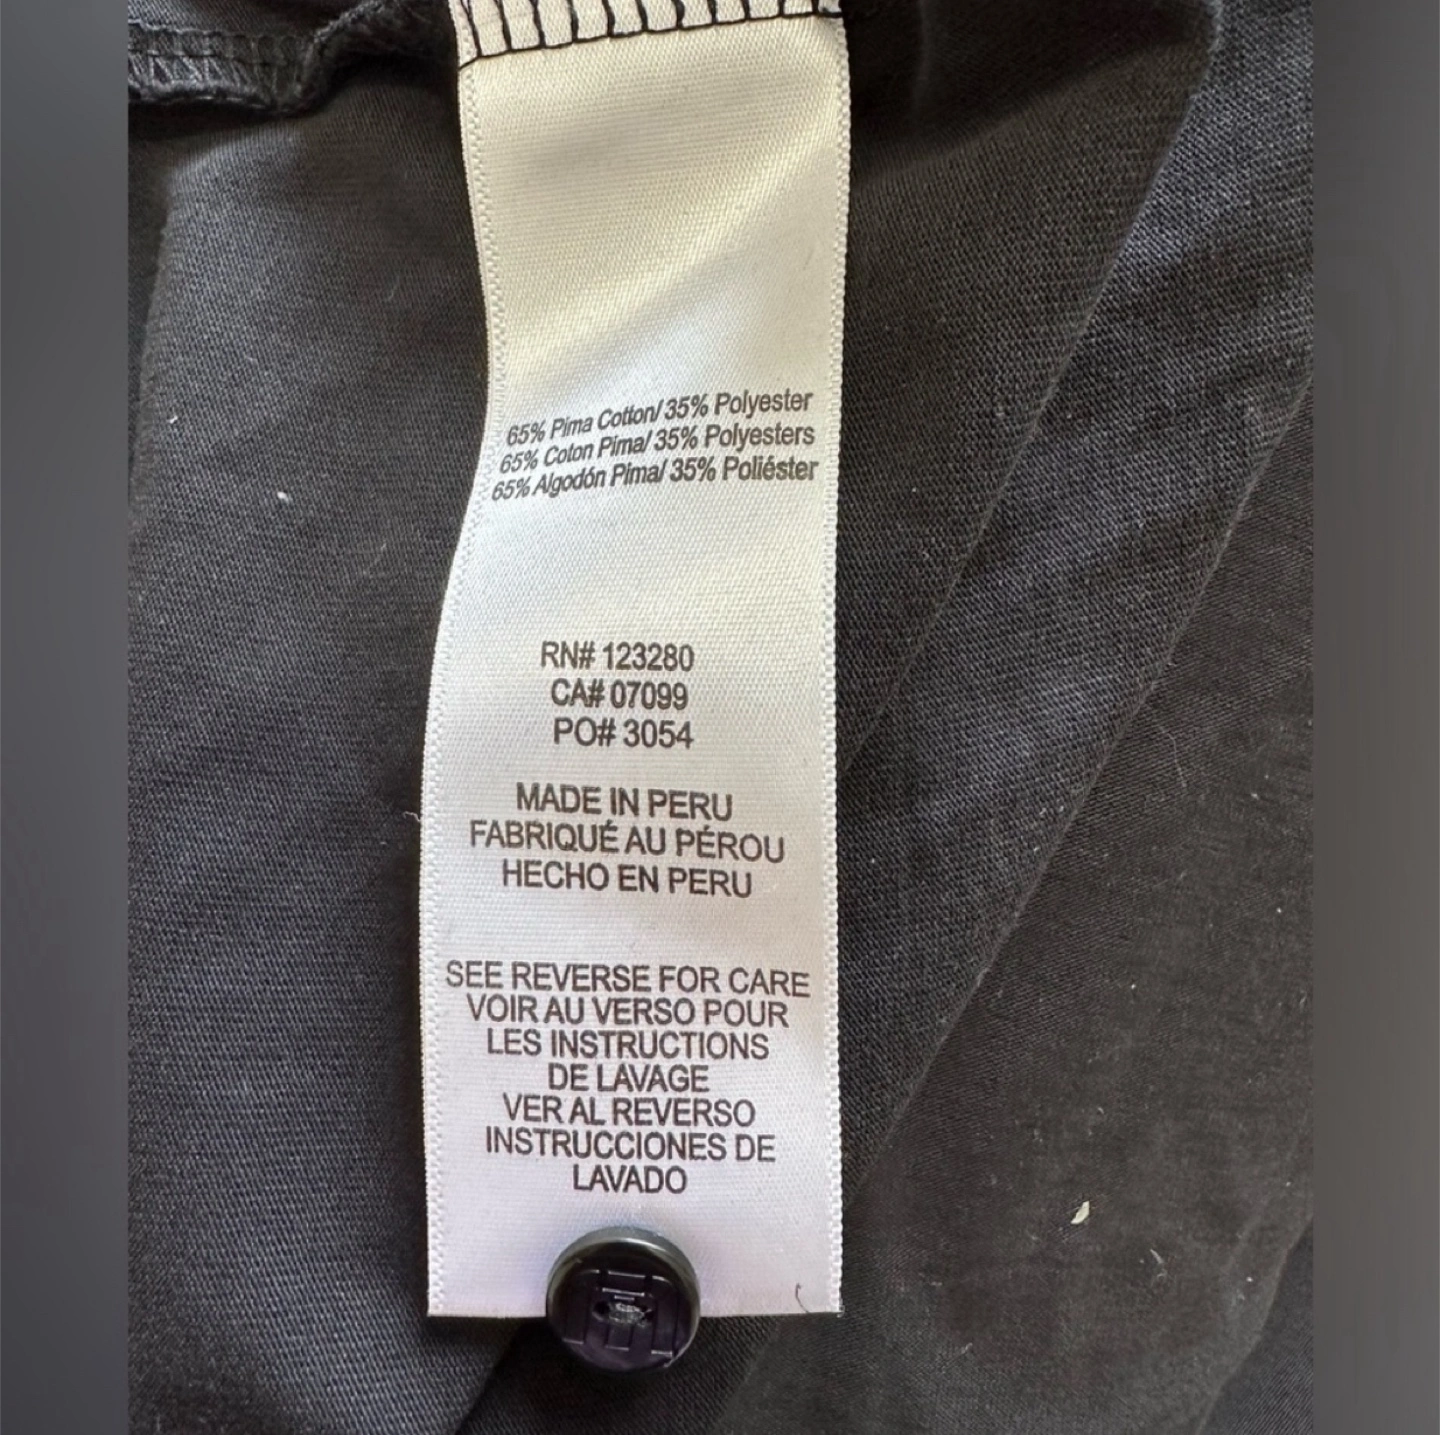 65% Pima Cotton/ 35% Polyester
65% Coton Pima/ 35% Polyesters
65% Algodón Pima/ 35% Poliéster
RN# 123280
CA# 07099
PO# 3054
MADE IN PERU
FABRIQUÉ AU PÉROU
HECHO EN PERU
SEE REVERSE FOR CARE
VOIR AU VERSO POUR
LES INSTRUCTIONS
DE LAVAGE
VER AL REVERSO
INSTRUCCIONES DE
LAVADO